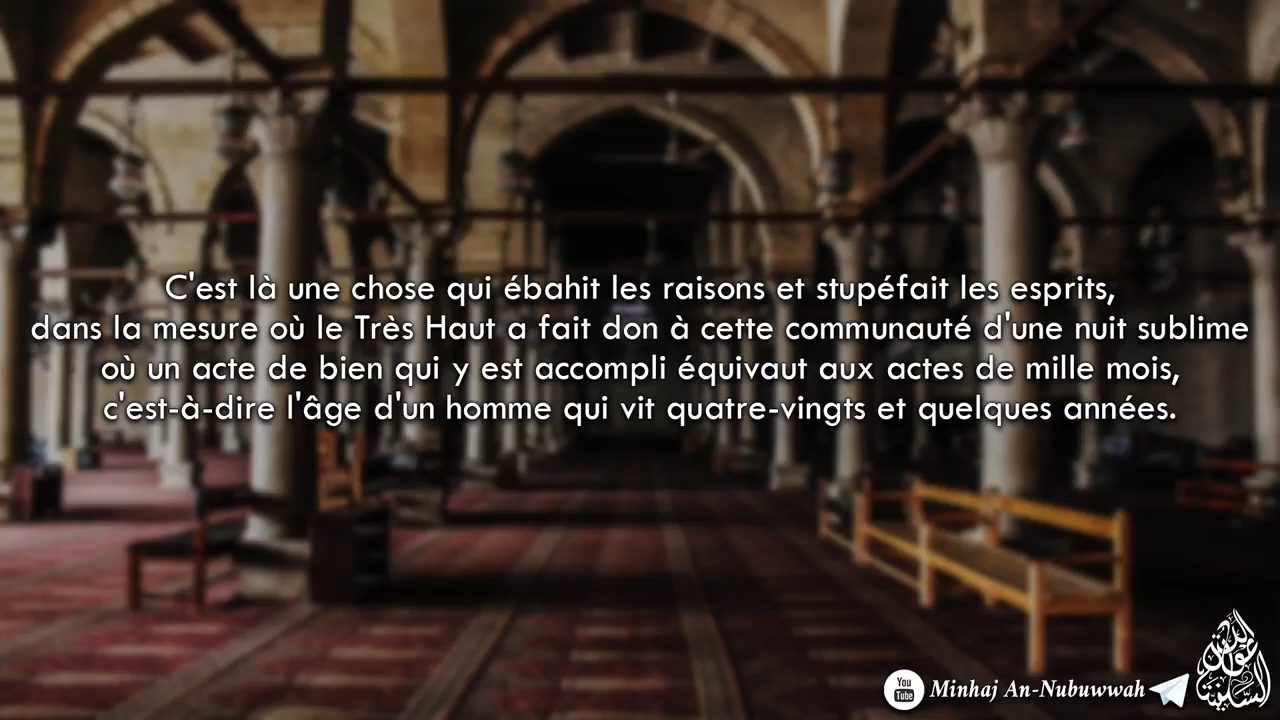 C'est là une chose qui ébahit les raisons et stupéfait les esprits,
dans la mesure où le Très Haut a fait don à cette communauté d'une nuit sublime
où un acte de bien qui y est accompli équivaut aux actes de mille mois,
c'est-à-dire l'âge d'un homme qui vit quatre-vingts et quelques années.
You
Tube
Minhaj An-Nubuwwah